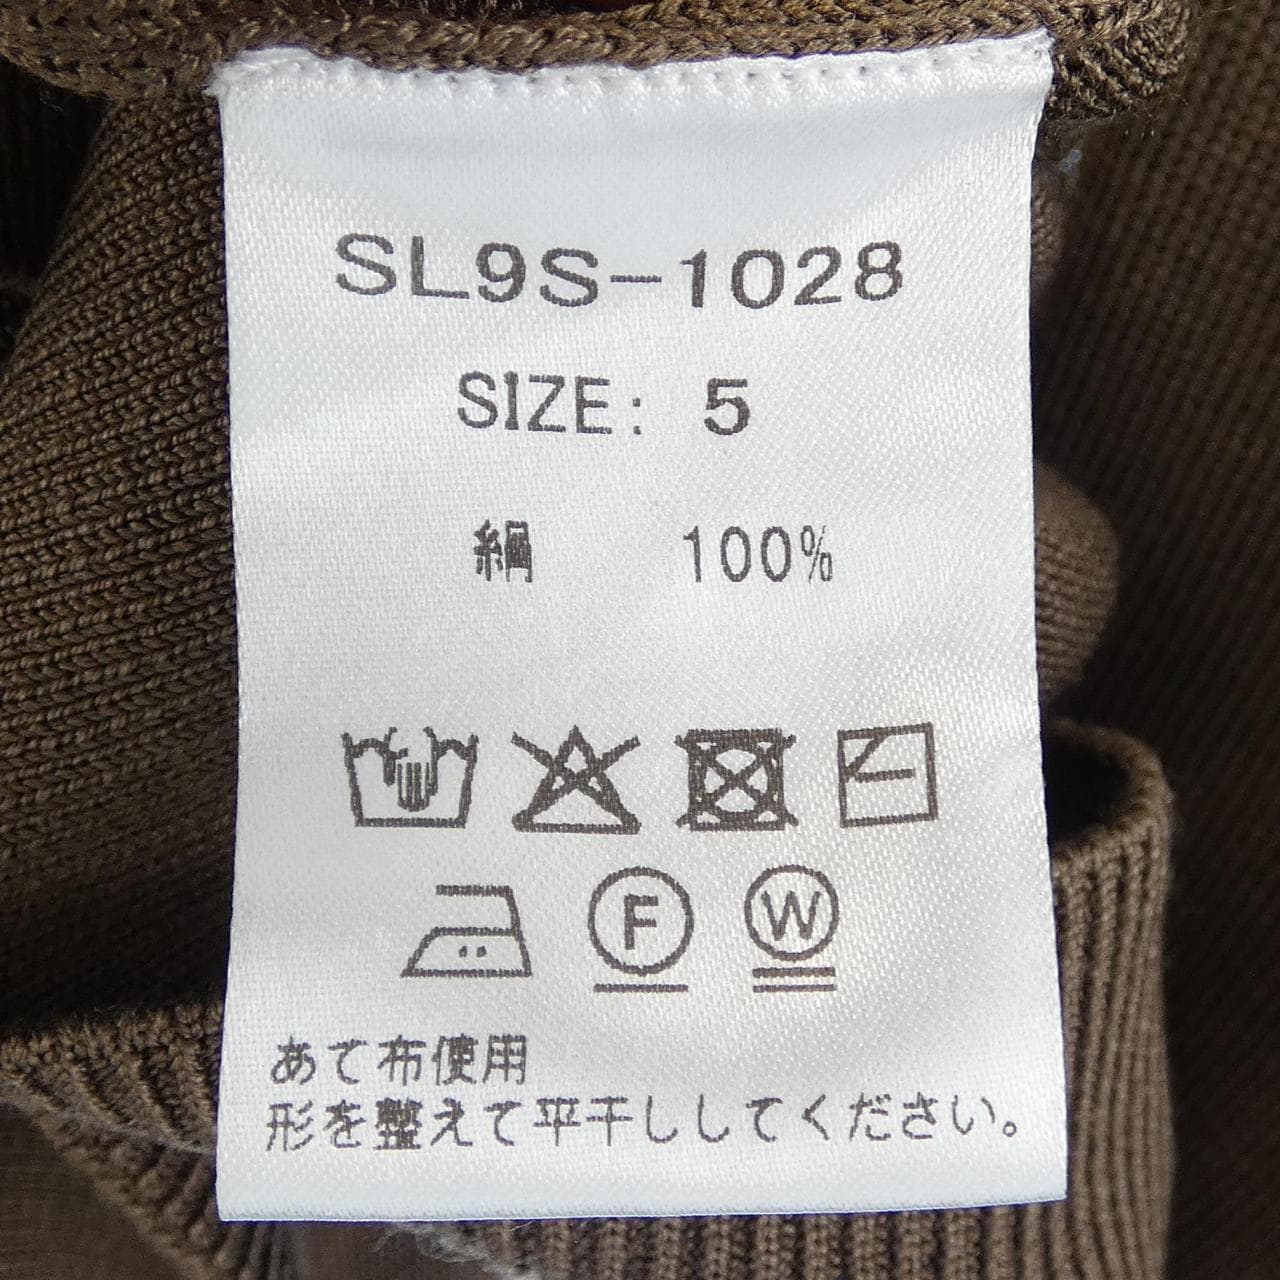 SL9S-1028
SIZE: 5
絹 100%
F W
あて布使用
形を整えて平干ししてください。